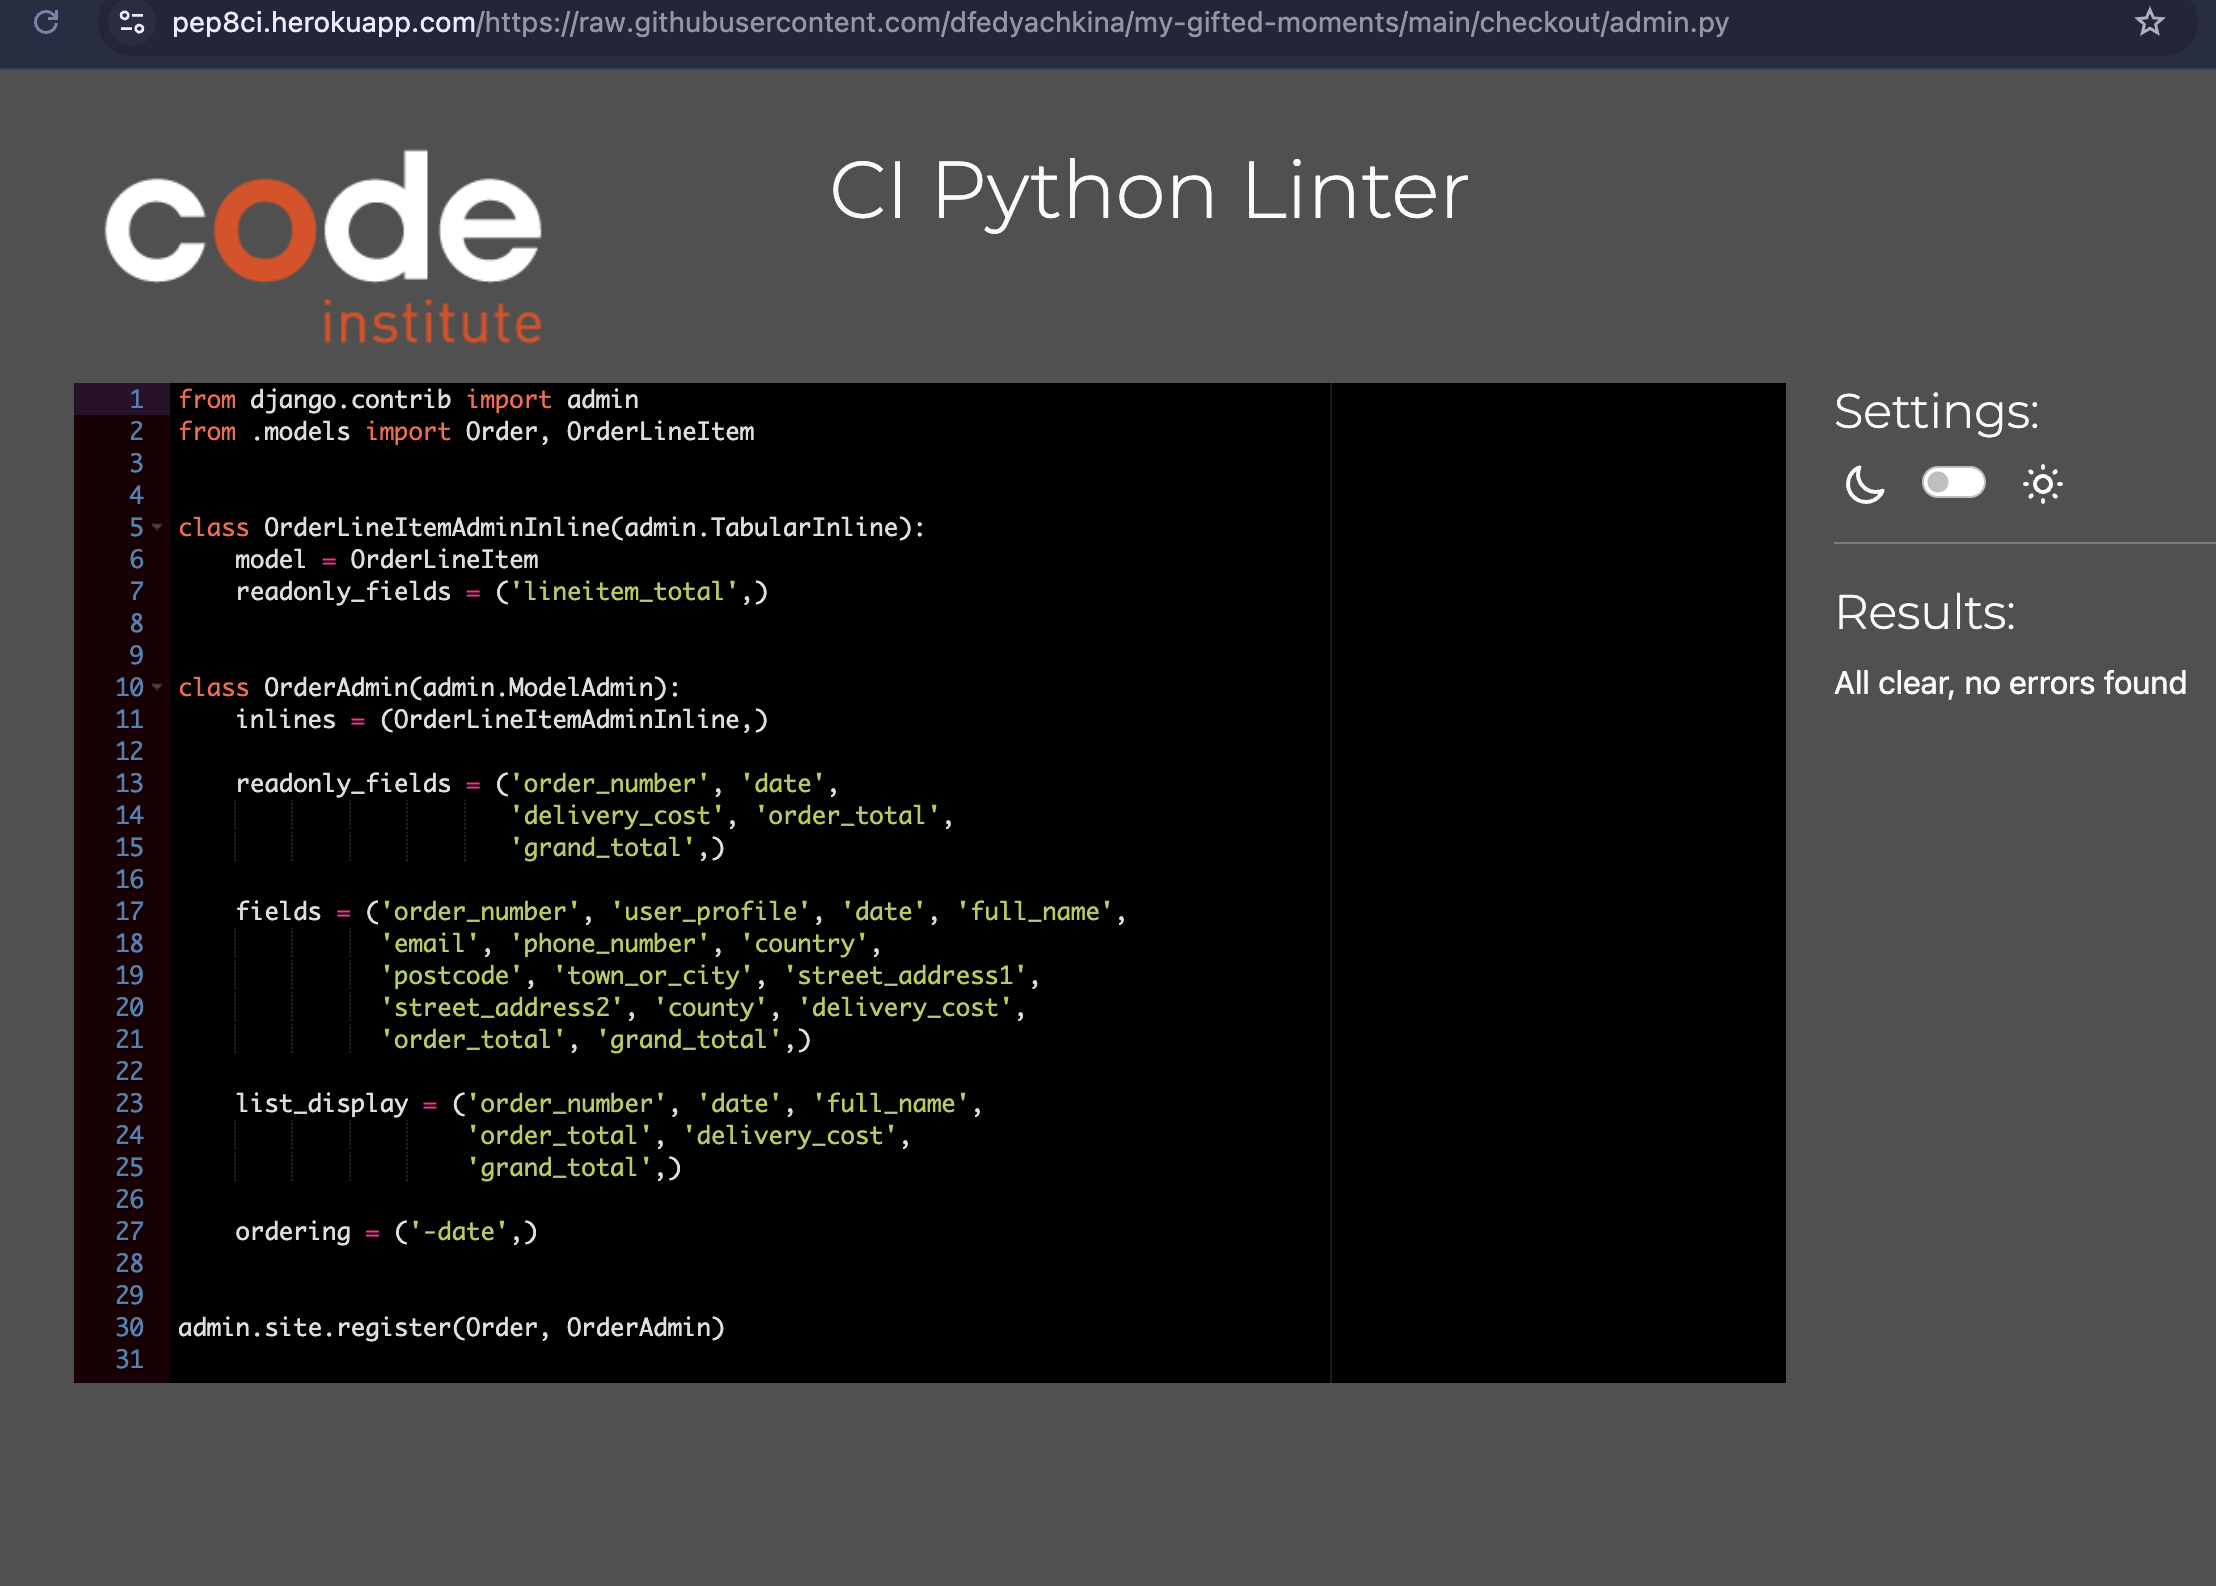 pep8ci.herokuapp.com/https://raw.githubusercontent.com/dfedyachkina/my-gifted-moments/main/checkout/admin.py
code
institute
CI Python Linter
1 from django.contrib import admin
2 from .models import Order, OrderLineItem
3
4
5 class OrderLineItemAdminInline(admin.TabularInline):
6     model = OrderLineItem
7     readonly_fields = ('lineitem_total',)
8
9
10 class OrderAdmin(admin.ModelAdmin):
11     inlines = (OrderLineItemAdminInline,)
12
13     readonly_fields = ('order_number', 'date',
14                        'delivery_cost', 'order_total',
15                        'grand_total',)
16
17     fields = ('order_number', 'user_profile', 'date', 'full_name',
18               'email', 'phone_number', 'country',
19               'postcode', 'town_or_city', 'street_address1',
20               'street_address2', 'county', 'delivery_cost',
21               'order_total', 'grand_total',)
22
23     list_display = ('order_number', 'date', 'full_name',
24                     'order_total', 'delivery_cost',
25                     'grand_total',)
26
27     ordering = ('-date',)
28
29
30 admin.site.register(Order, OrderAdmin)
31
Settings:
Results:
All clear, no errors found